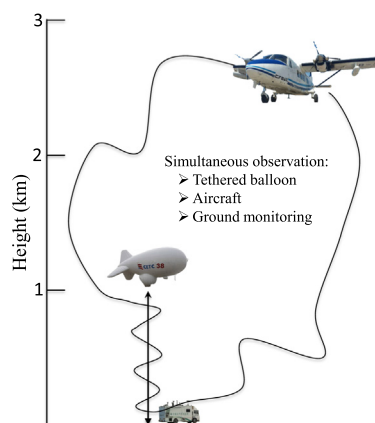 3
2
1
Height (km)
Simultaneous observation:
➢ Tethered balloon
➢ Aircraft
➢ Ground monitoring